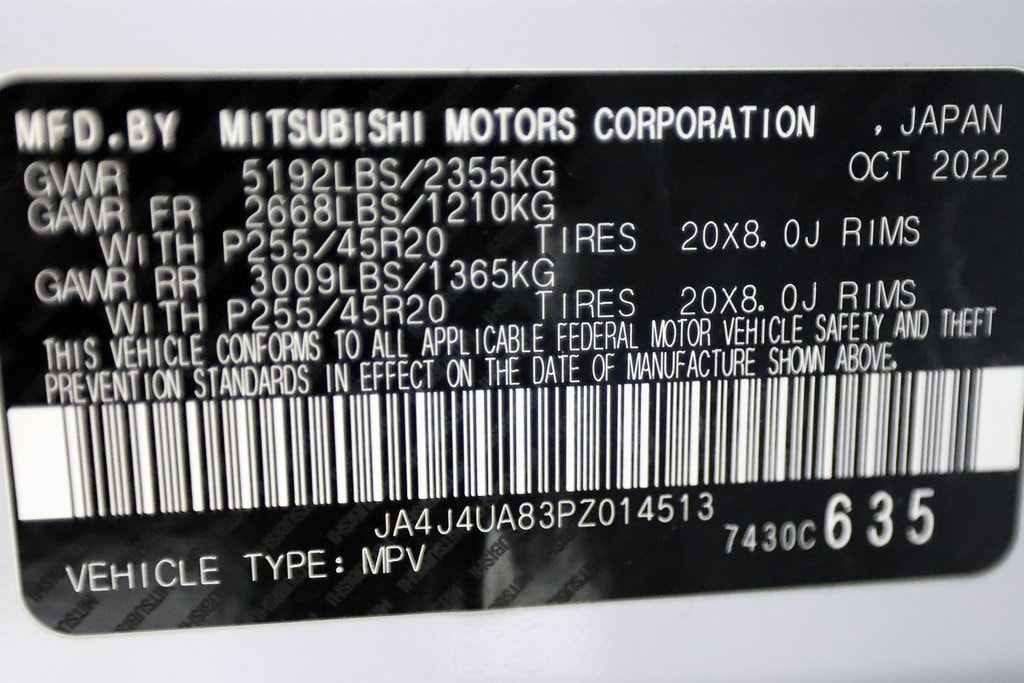 MFD.BY MITSUBISHI MOTORS CORPORATION , JAPAN
GVWR 5192LBS/2355KG OCT 2022
GAWR FR 2668LBS/1210KG
WITH P255/45R20 TIRES 20X8.0J RIMS
GAWR RR 3009LBS/1365KG
WITH P255/45R20 TIRES 20X8.0J RIMS
THIS VEHICLE CONFORMS TO ALL APPLICABLE FEDERAL MOTOR VEHICLE SAFETY AND THEFT
PREVENTION STANDARDS IN EFFECT ON THE DATE OF MANUFACTURE SHOWN ABOVE.
JA4J4UA83PZ014513
7430C 635
VEHICLE TYPE: MPV